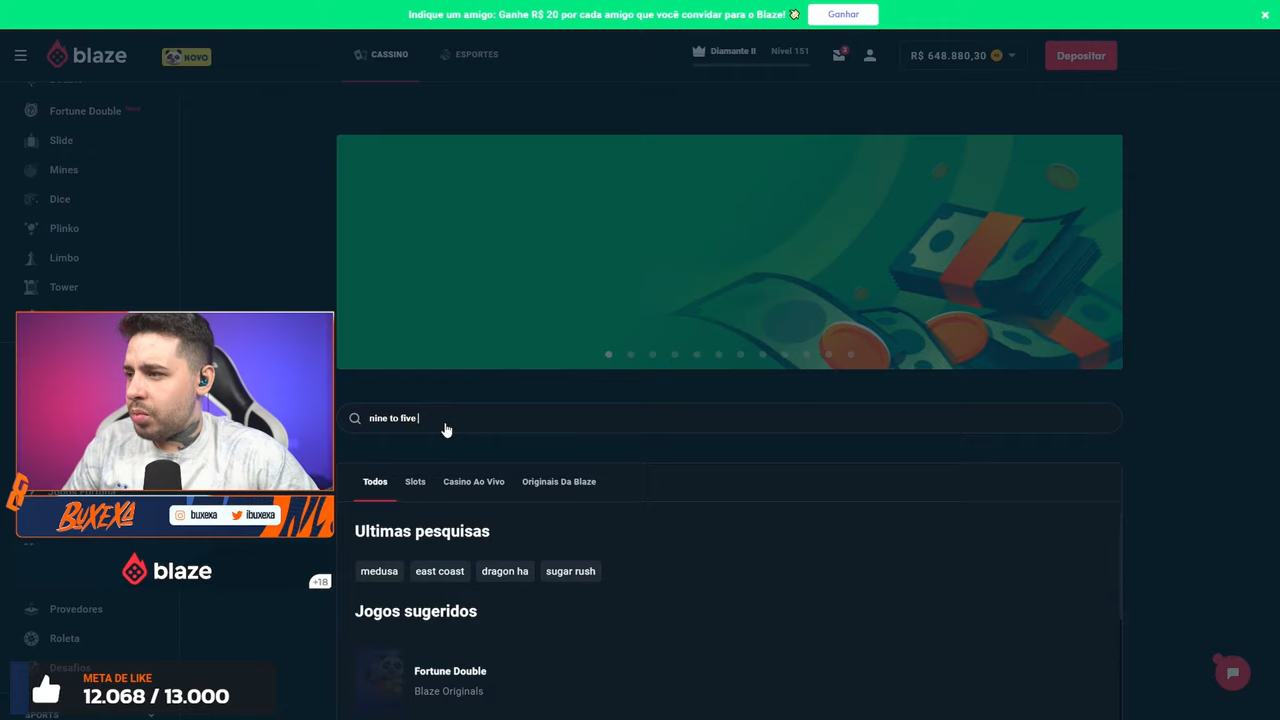 Indique um amigo: Ganhe R$ 20 por cada amigo que você convidar para o Blaze!
Ganhar
blaze
NOVO
CASSINO
ESPORTES
Diamante II
Nível 151
3
R$ 648.880,30
Depositar
Fortune Double
Slide
Mines
Dice
Plinko
Limbo
Tower
nine to five
Todos
Slots
Casino Ao Vivo
Originais Da Blaze
Ultimas pesquisas
medusa
east coast
dragon ha
sugar rush
Jogos sugeridos
Fortune Double
Blaze Originals
BUXEXA
buxexa
ibuxexa
blaze
+18
Provedores
Roleta
Desafios
META DE LIKE
12.068 / 13.000
SPORTS